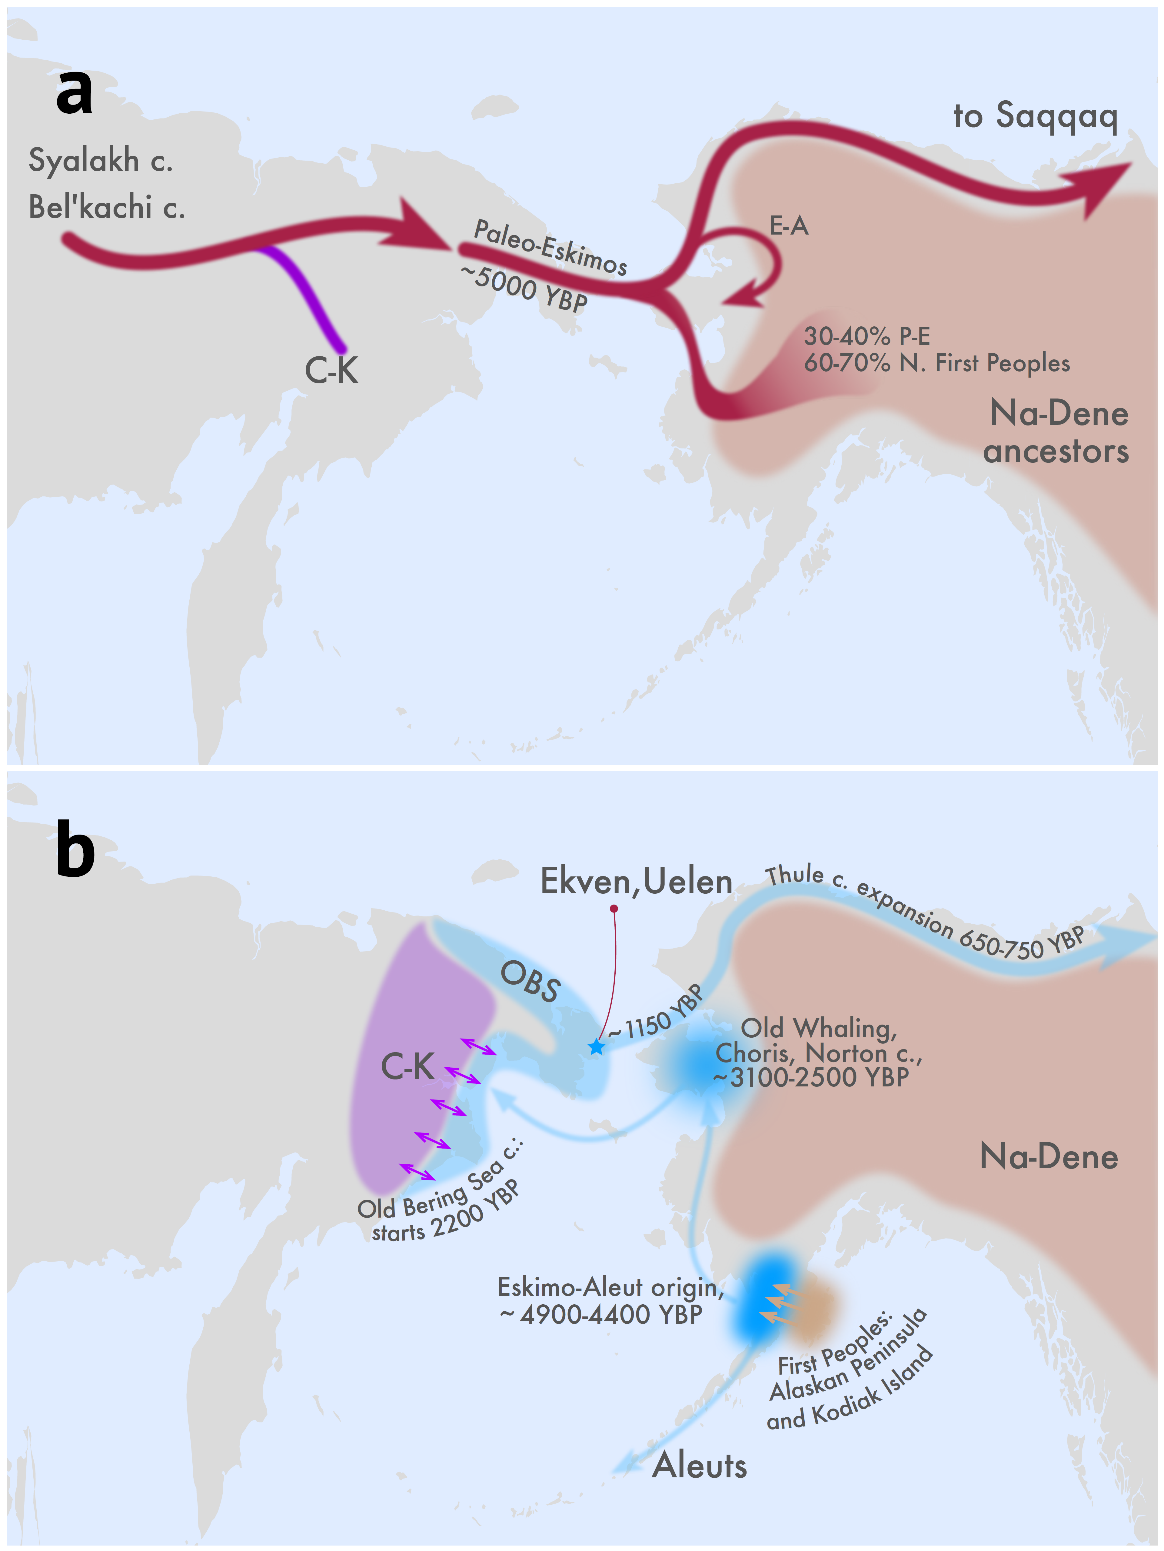 a
Syalakh c.
Bel'kachi c.
C-K
Paleo-Eskimos
~5000 YBP
to Saqqaq
E-A
30-40% P-E
60-70% N. First Peoples
Na-Dene
ancestors
b
Ekven,Uelen
Thule c. expansion 650-750 YBP
OBS
~1150 YBP
Old Whaling,
Choris, Norton c.,
~3100-2500 YBP
C-K
Old Bering Sea c.:
starts 2200 YBP
Na-Dene
Eskimo-Aleut origin,
~ 4900-4400 YBP
First Peoples:
Alaskan Peninsula
and Kodiak Island
Aleuts